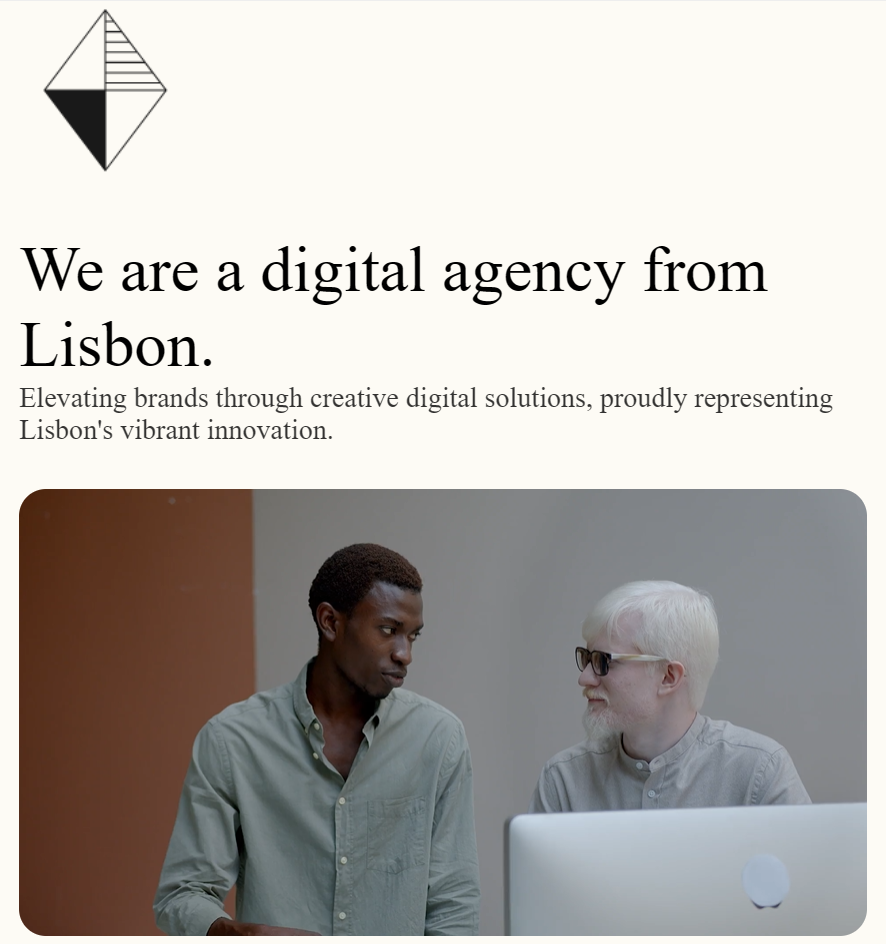 We are a digital agency from
Lisbon.
Elevating brands through creative digital solutions, proudly representing
Lisbon's vibrant innovation.